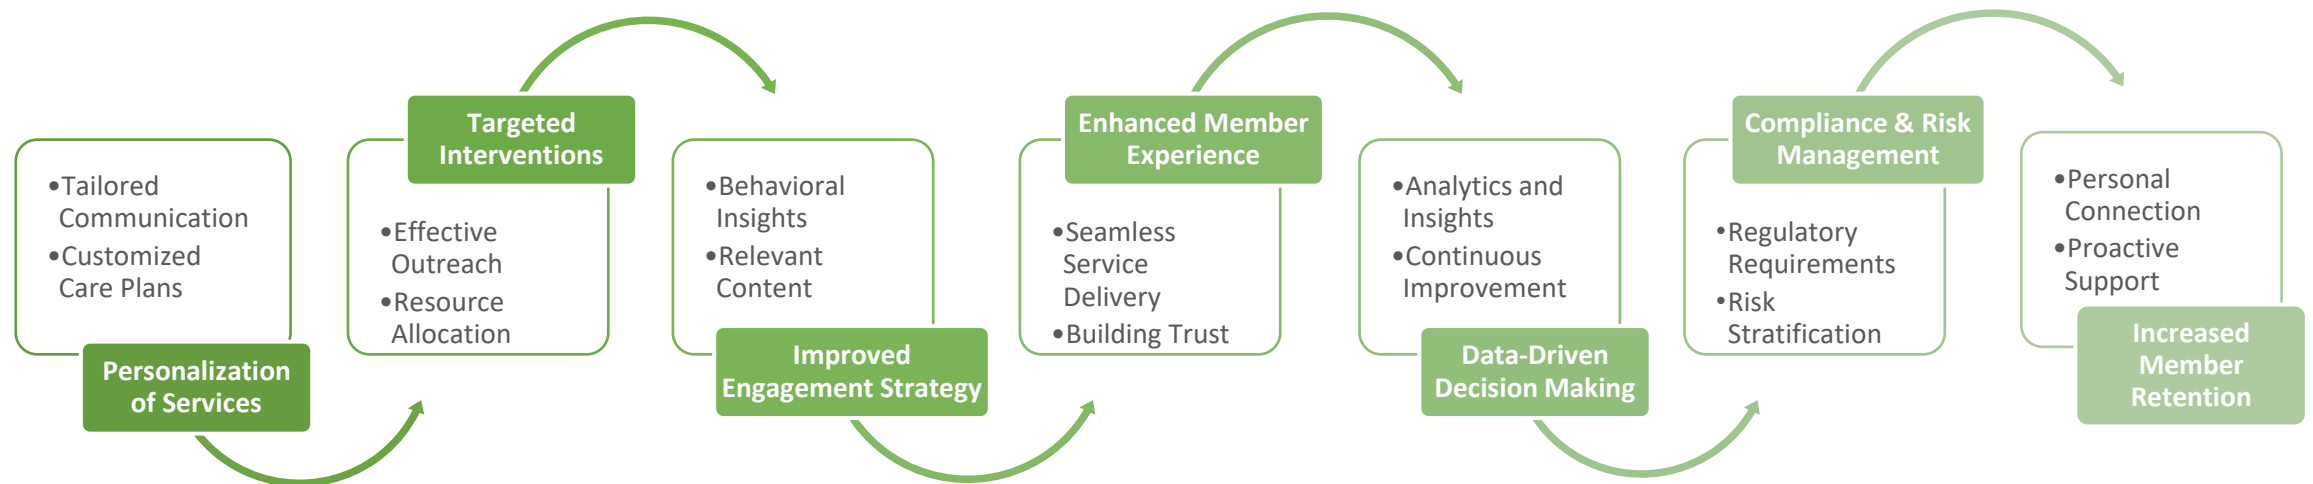 •Tailored
Communication
•Customized
Care Plans
Personalization
of Services
Targeted
Interventions
•Effective
Outreach
•Resource
Allocation
•Behavioral
Insights
•Relevant
Content
Improved
Engagement Strategy
Enhanced Member
Experience
•Seamless
Service
Delivery
•Building Trust
•Analytics and
Insights
•Continuous
Improvement
Data-Driven
Decision Making
Compliance & Risk
Management
•Regulatory
Requirements
•Risk
Stratification
•Personal
Connection
•Proactive
Support
Increased
Member
Retention